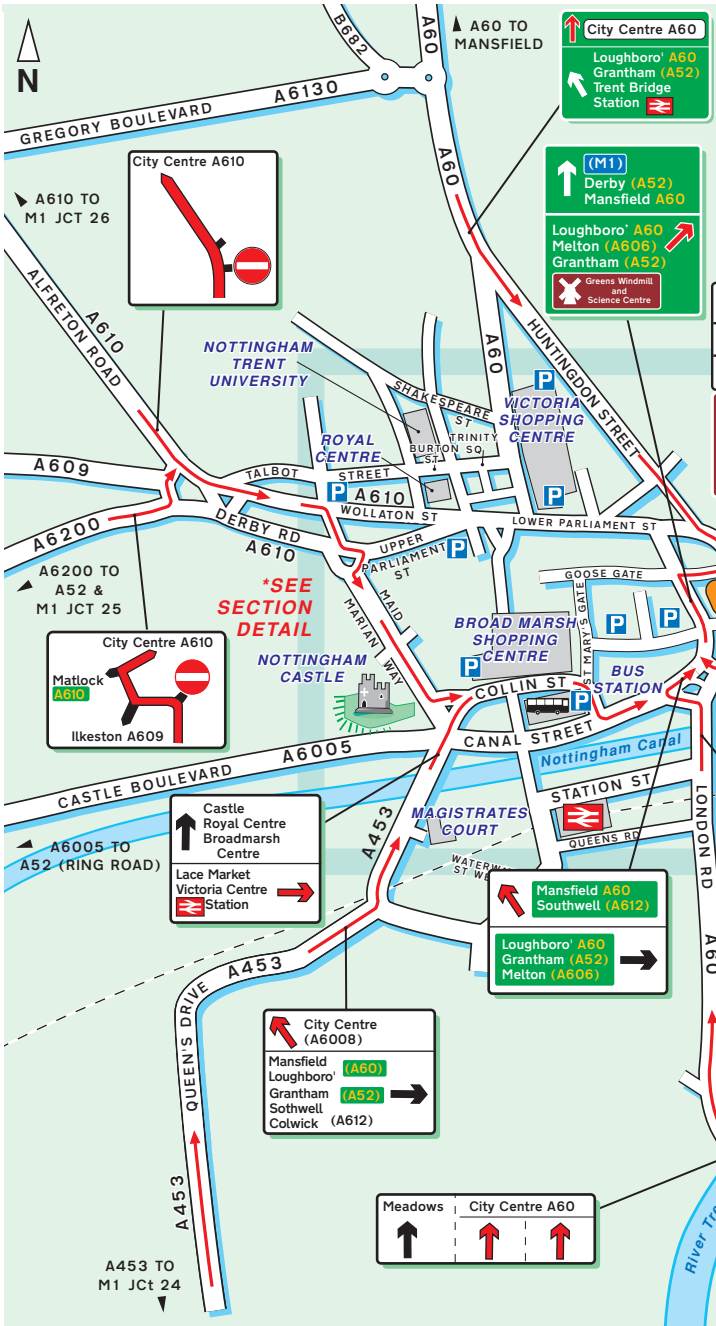 B682
A60
A60 TO
MANSFIELD
City Centre A60
Loughboro' A60
Grantham (A52)
Trent Bridge
Station
N
GREGORY BOULEVARD
A6130
City Centre A610
A60
(M1)
Derby (A52)
Mansfield A60
Loughboro' A60
Melton (A606)
Grantham (A52)
Greens Windmill
and
Science Centre
A610 TO
M1 JCT 26
A610
ALFRETON ROAD
NOTTINGHAM
TRENT
UNIVERSITY
A60
HUNTINGDON STREET
SHAKESPEARE
ST
P
VICTORIA
SHOPPING
CENTRE
ROYAL
CENTRE
TRINITY
SQ
BURTON
ST
A609
TALBOT
STREET
P
A610
P
WOLLATON ST
LOWER PARLIAMENT ST
A6200
DERBY RD
A610
UPPER
PARLIAMENT
ST
P
A6200 TO
A52 &
M1 JCT 25
GOOSE GATE
*SEE
SECTION
DETAIL
MAID
MARIAN
WAY
BROAD MARSH
SHOPPING
CENTRE
ST MARY'S GATE
P
P
City Centre A610
Matlock
A610
Ilkeston A609
NOTTINGHAM
CASTLE
P
COLLIN ST
BUS
STATION
P
CASTLE BOULEVARD
A6005
CANAL STREET
Nottingham Canal
STATION ST
LONDON RD
Castle
Royal Centre
Broadmarsh
Centre
Lace Market
Victoria Centre
Station
A453
MAGISTRATES
COURT
QUEENS RD
A6005 TO
A52 (RING ROAD)
WATERWAY
ST WE
Mansfield A60
Southwell (A612)
Loughboro' A60
Grantham (A52)
Melton (A606)
A60
A453
QUEEN'S DRIVE
City Centre
(A6008)
Mansfield
Loughboro' (A60)
Grantham (A52)
Sothwell
Colwick (A612)
A453
Meadows
City Centre A60
River Tre
A453 TO
M1 JCt 24